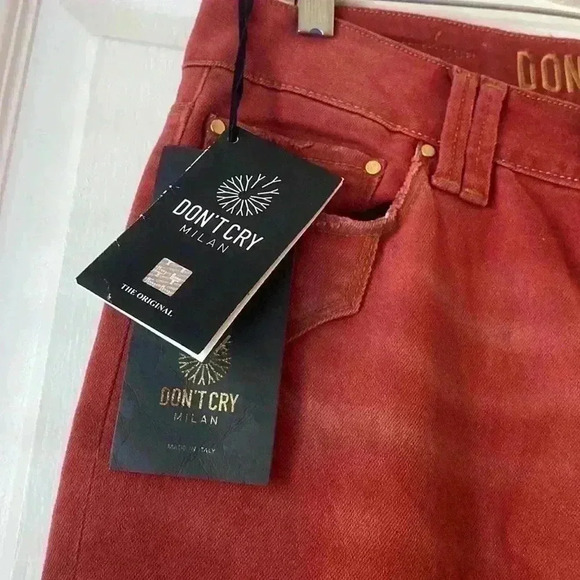 DON
DON'T CRY
MILAN
THE ORIGINAL
DON'T CRY
MILAN
MADE IN ITALY